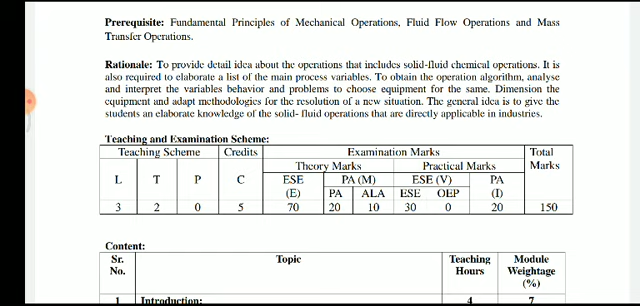 Prerequisite: Fundamental Principles of Mechanical Operations, Fluid Flow Operations and Mass
Transfer Operations.
Rationale: To provide detail idea about the operations that includes solid-fluid chemical operations. It is
also required to elaborate a list of the main process variables. To obtain the operation algorithm, analyse
and interpret the variables behavior and problems to choose equipment for the same. Dimension the
equipment and adapt methodologies for the resolution of a new situation. The general idea is to give the
students an elaborate knowledge of the solid- fluid operations that are directly applicable in industries.
Teaching and Examination Scheme:
Teaching Scheme Credits Examination Marks Total
Marks
Theory Marks Practical Marks
L T P C ESE
(E) PA (M) ESE (V) PA
(I)
PA ALA ESE OEP
3 2 0 5 70 20 10 30 0 20 150
Content:
Sr.
No. Topic Teaching
Hours Module
Weightage
(%)
1 Introduction: 4 7